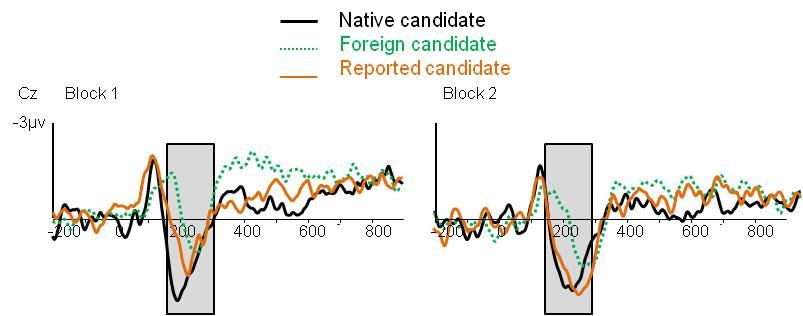 Native candidate
Foreign candidate
Reported candidate
Cz Block 1 Block 2
-3μv
-200 0 200 400 600 800 -200 0 200 400 600 800